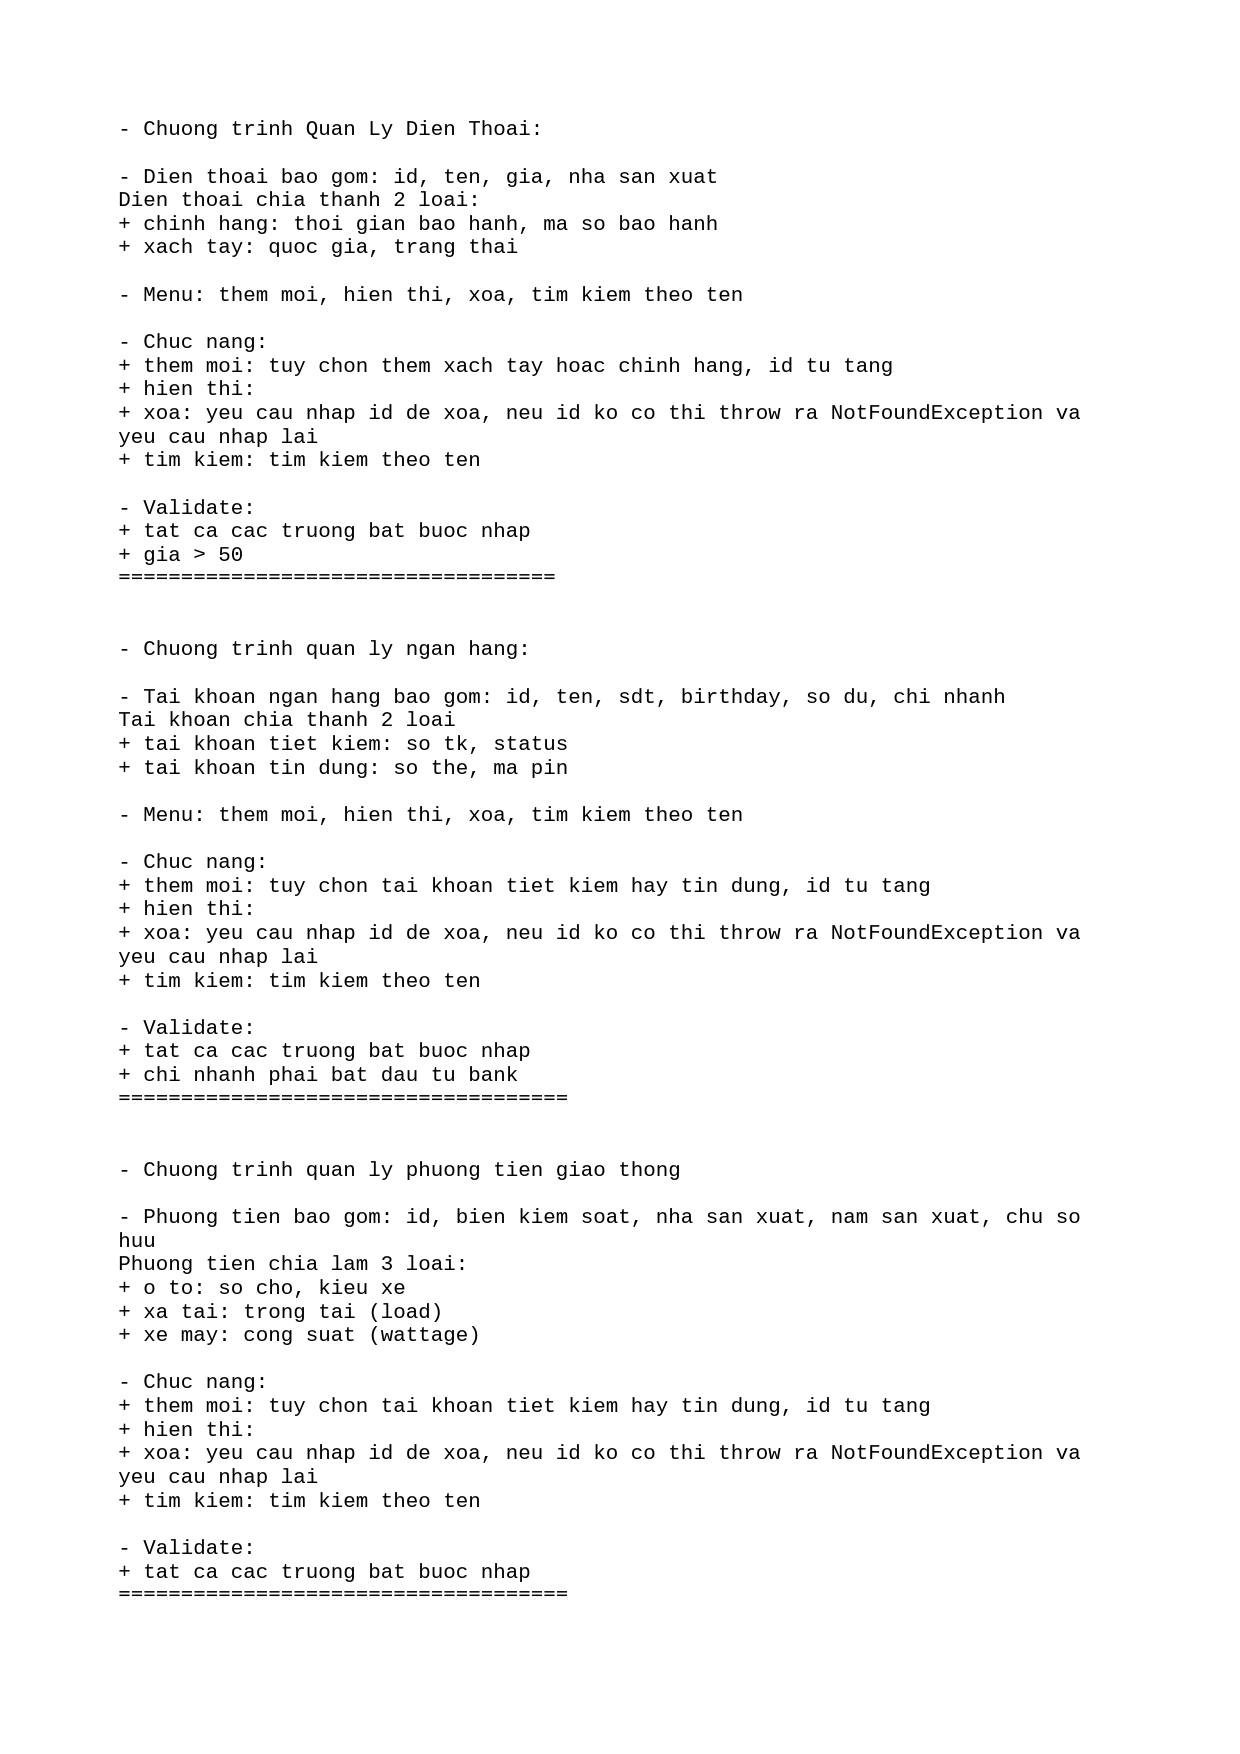 - Chuong trinh Quan Ly Dien Thoai:
- Dien thoai bao gom: id, ten, gia, nha san xuat
Dien thoai chia thanh 2 loai:
+ chinh hang: thoi gian bao hanh, ma so bao hanh
+ xach tay: quoc gia, trang thai
- Menu: them moi, hien thi, xoa, tim kiem theo ten
- Chuc nang:
+ them moi: tuy chon them xach tay hoac chinh hang, id tu tang
+ hien thi:
+ xoa: yeu cau nhap id de xoa, neu id ko co thi throw ra NotFoundException va
yeu cau nhap lai
+ tim kiem: tim kiem theo ten
- Validate:
+ tat ca cac truong bat buoc nhap
+ gia > 50
===================================
- Chuong trinh quan ly ngan hang:
- Tai khoan ngan hang bao gom: id, ten, sdt, birthday, so du, chi nhanh
Tai khoan chia thanh 2 loai
+ tai khoan tiet kiem: so tk, status
+ tai khoan tin dung: so the, ma pin
- Menu: them moi, hien thi, xoa, tim kiem theo ten
- Chuc nang:
+ them moi: tuy chon tai khoan tiet kiem hay tin dung, id tu tang
+ hien thi:
+ xoa: yeu cau nhap id de xoa, neu id ko co thi throw ra NotFoundException va
yeu cau nhap lai
+ tim kiem: tim kiem theo ten
- Validate:
+ tat ca cac truong bat buoc nhap
+ chi nhanh phai bat dau tu bank
====================================
- Chuong trinh quan ly phuong tien giao thong
- Phuong tien bao gom: id, bien kiem soat, nha san xuat, nam san xuat, chu so
huu
Phuong tien chia lam 3 loai:
+ o to: so cho, kieu xe
+ xa tai: trong tai (load)
+ xe may: cong suat (wattage)
- Chuc nang:
+ them moi: tuy chon tai khoan tiet kiem hay tin dung, id tu tang
+ hien thi:
+ xoa: yeu cau nhap id de xoa, neu id ko co thi throw ra NotFoundException va
yeu cau nhap lai
+ tim kiem: tim kiem theo ten
- Validate:
+ tat ca cac truong bat buoc nhap
====================================